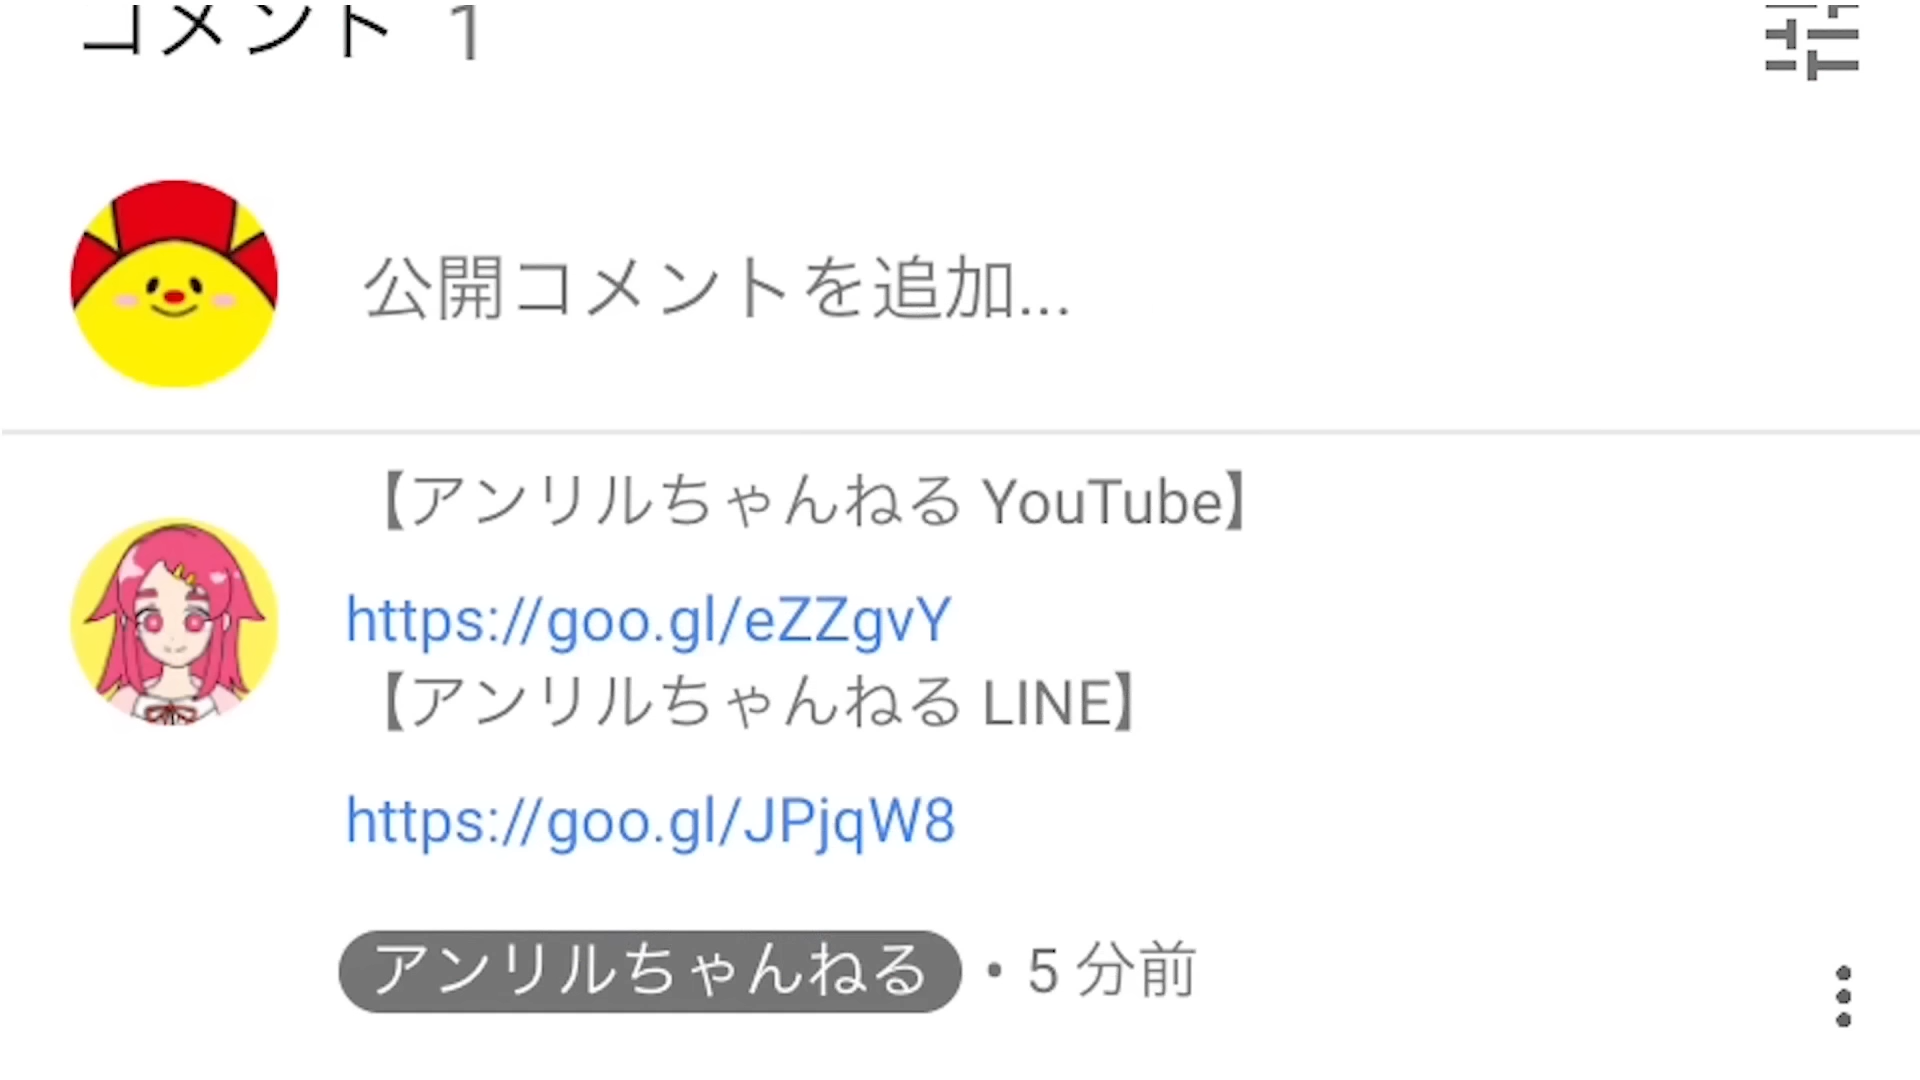 コメント 1
公開コメントを追加...
【アンリルちゃんねる YouTube】
https://goo.gl/eZZgvY
【アンリルちゃんねる LINE】
https://goo.gl/JPjqW8
アンリルちゃんねる • 5 分前